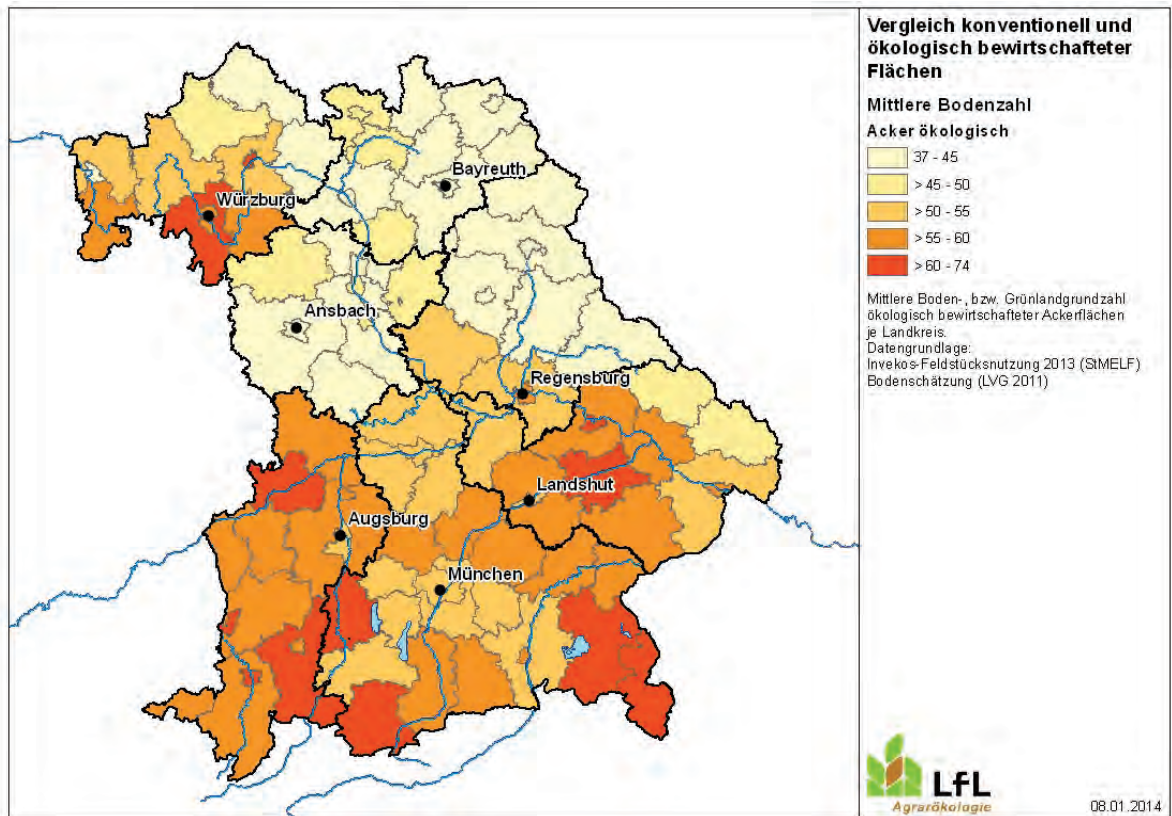 Vergleich konventionell und
ökologisch bewirtschafteter
Flächen
Mittlere Bodenzahl
Acker ökologisch
37 - 45
> 45 - 50
> 50 - 55
> 55 - 60
> 60 - 74
Mittlere Boden-, bzw. Grünlandgrundzahl
ökologisch bewirtschafteter Ackerflächen
je Landkreis.
Datengrundlage:
Invekos-Feldstücksnutzung 2013 (StMELF)
Bodenschätzung (LVG 2011)
Bayreuth
Würzburg
Ansbach
Regensburg
Landshut
Augsburg
München
LfL
Agrarökologie
08.01.2014